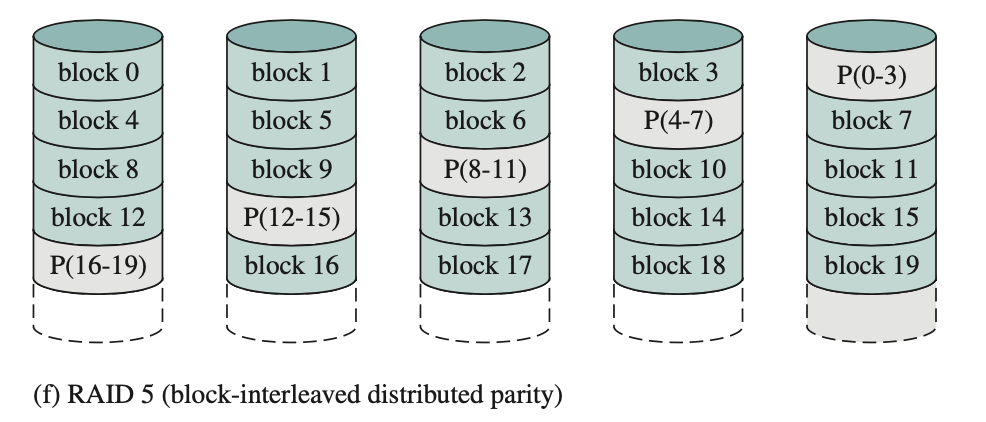 block 0 block 1 block 2 block 3 P(0-3)
block 4 block 5 block 6 P(4-7) block 7
block 8 block 9 P(8-11) block 10 block 11
block 12 P(12-15) block 13 block 14 block 15
P(16-19) block 16 block 17 block 18 block 19
(f) RAID 5 (block-interleaved distributed parity)